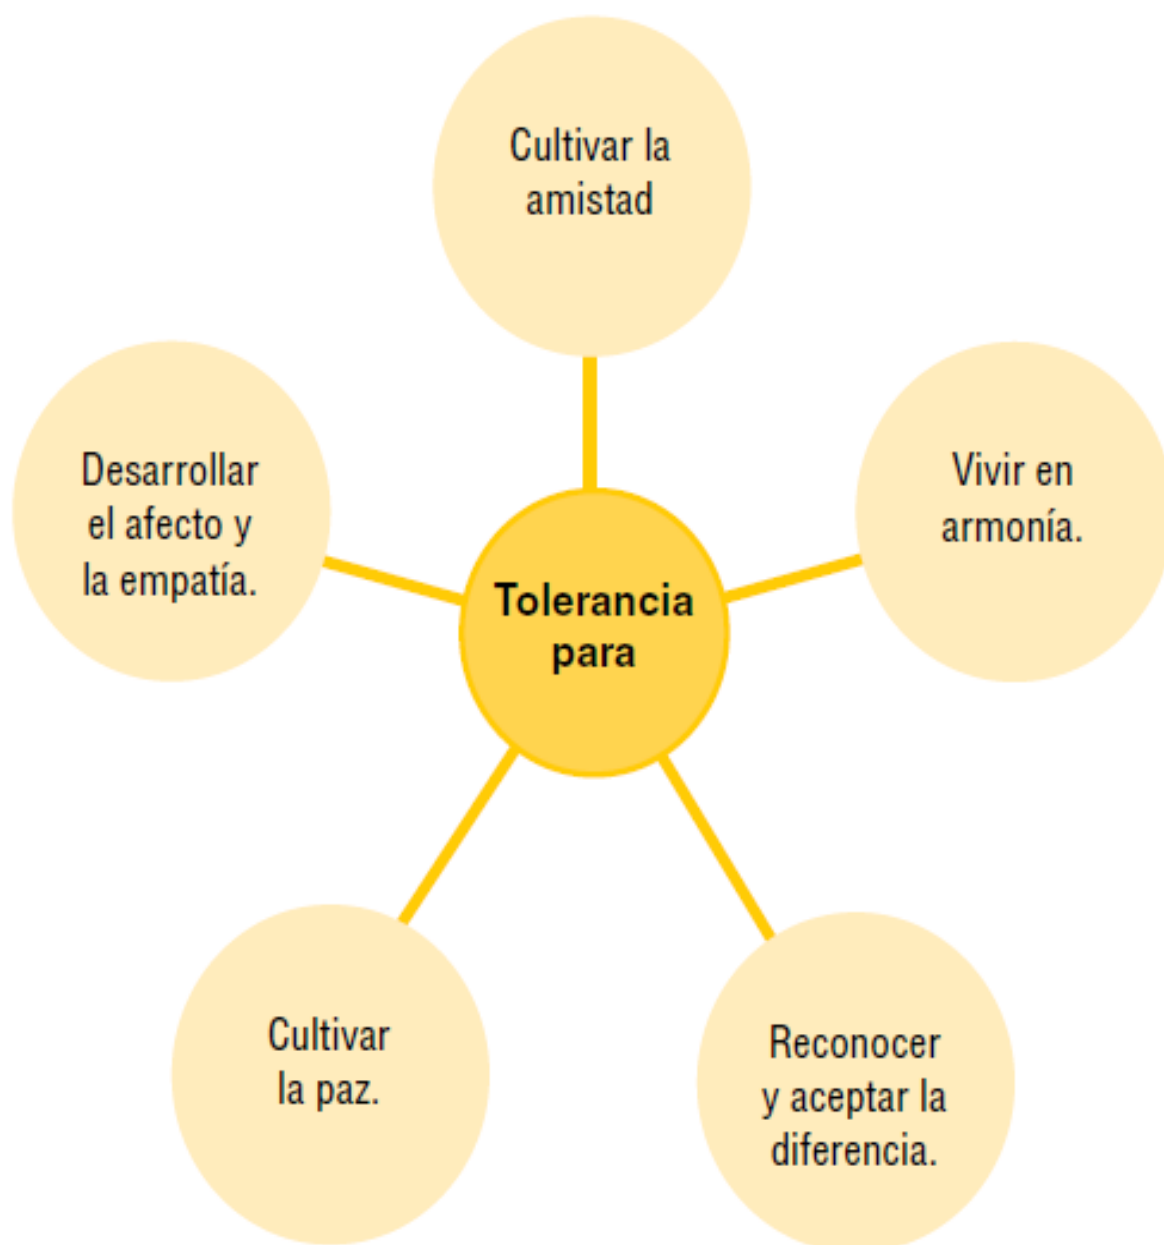 Cultivar la
amistad
Desarrollar
el afecto y
la empatía.
Vivir en
armonía.
Tolerancia
para
Cultivar
la paz.
Reconocer
y aceptar la
diferencia.